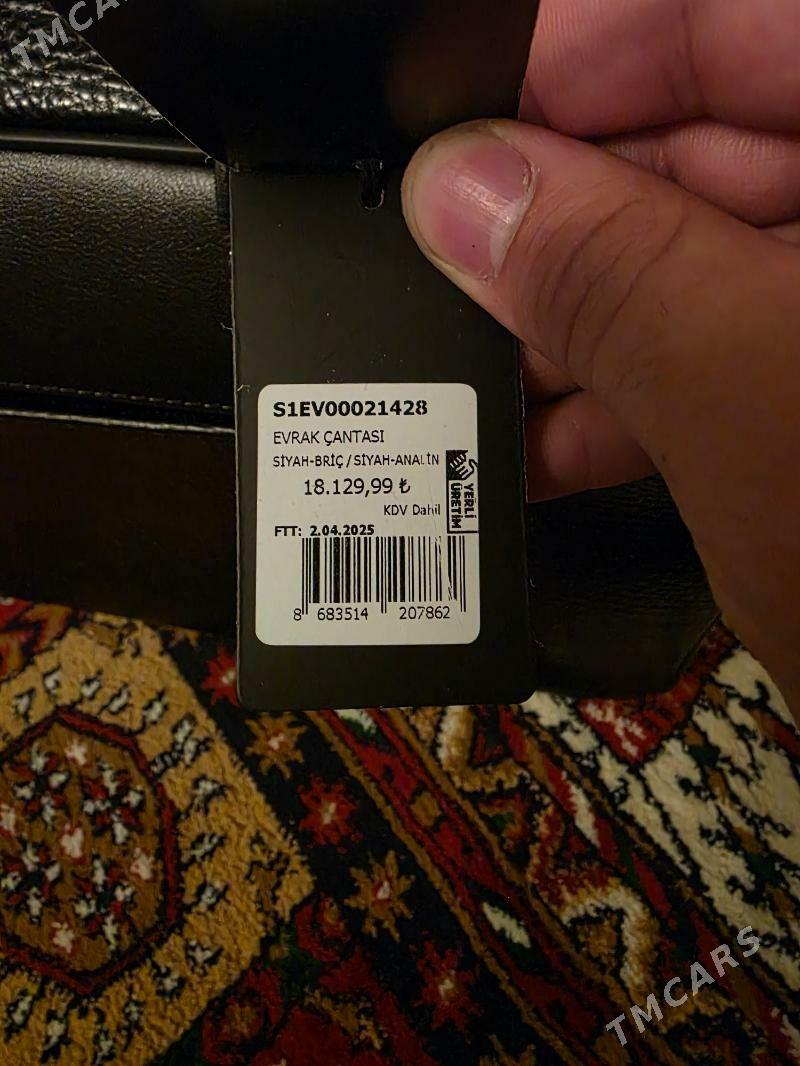 TMCARS
S1EV00021428
EVRAK ÇANTASI
SİYAH-BRİÇ / SİYAH-ANALİN
18.129,99 ₺
KDV Dahil
YERLİ
ÜRETİM
FTT: 2.04.2025
8 683514 207862
TMCARS